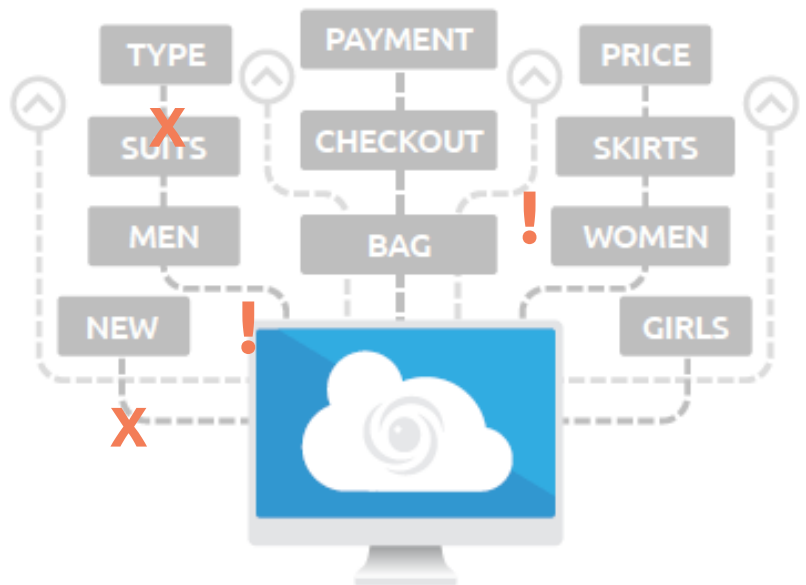 TYPE
PAYMENT
PRICE
X
SUITS
CHECKOUT
SKIRTS
MEN
BAG
!
WOMEN
NEW
!
GIRLS
X